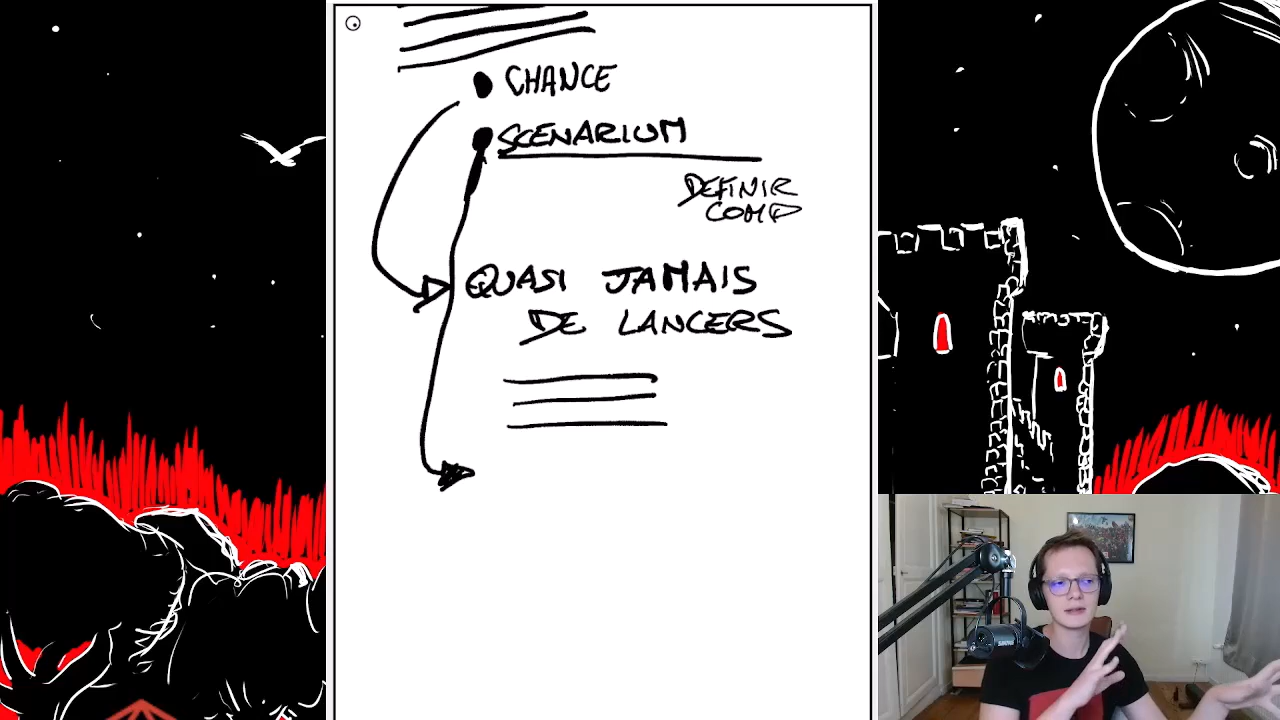 CHANCE
SCENARIUM
DEFINIR
COMP
QUASI JAMAIS
DE LANCERS